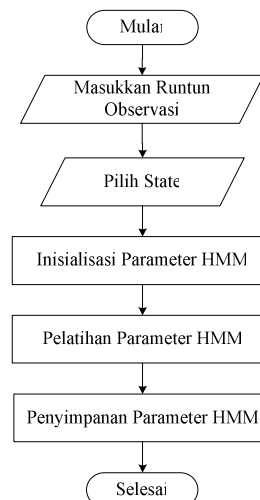 Mulai
Masukkan Runtun
Observasi
Pilih State
Inisialisasi Parameter HMM
Pelatihan Parameter HMM
Penyimpanan Parameter HMM
Selesai